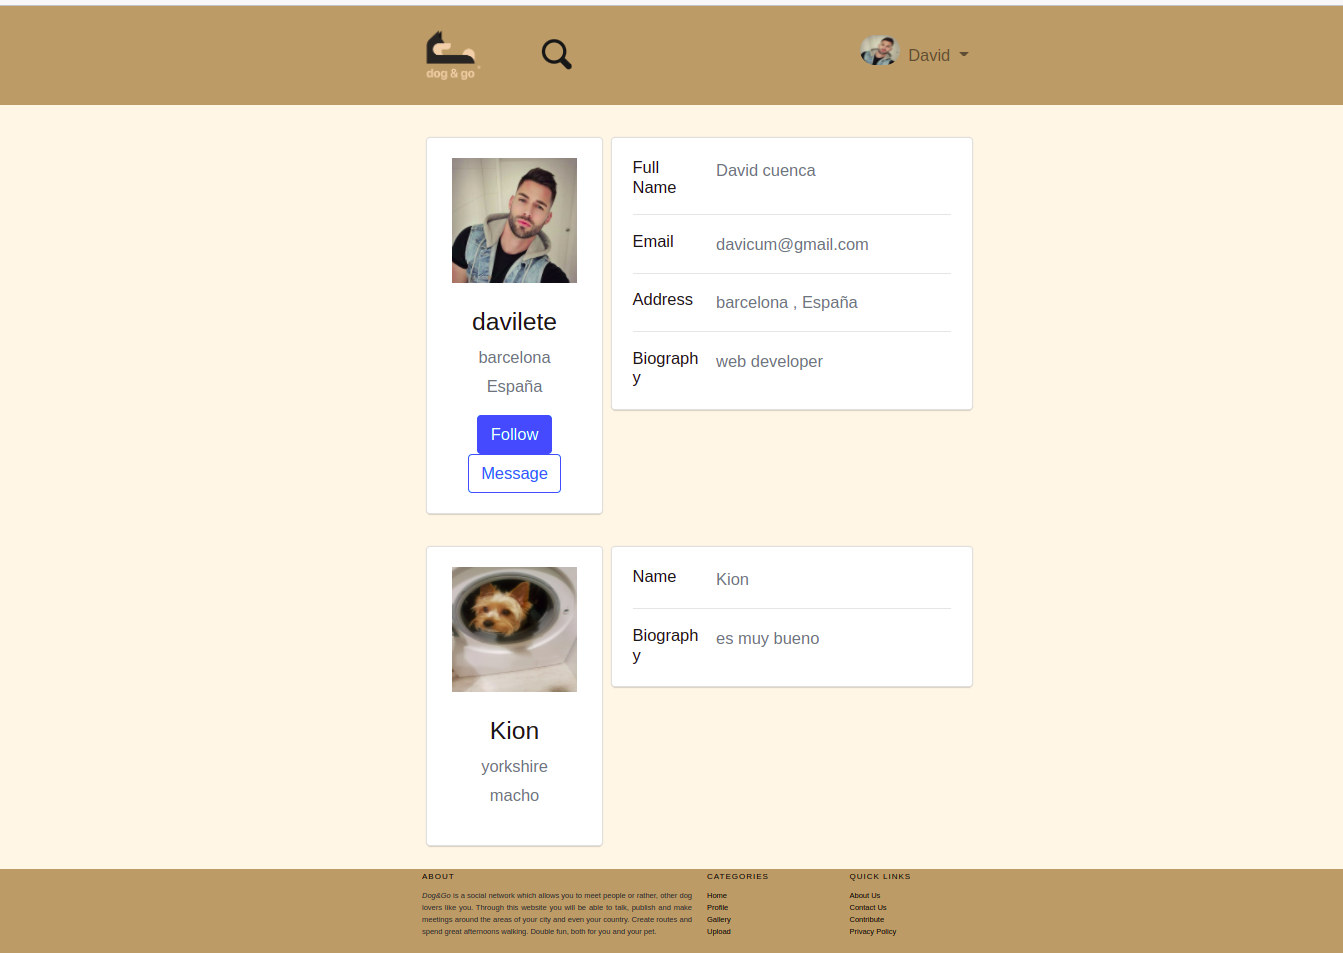 dog & go
David
davilete
barcelona
España
Follow
Message
Full
Name
David cuenca
Email
davicum@gmail.com
Address
barcelona , España
Biograph
y
web developer
Kion
yorkshire
macho
Name
Kion
Biograph
y
es muy bueno
ABOUT
Dog&Go is a social network which allows you to meet people or rather, other dog
lovers like you. Through this website you will be able to talk, publish and make
meetings around the areas of your city and even your country. Create routes and
spend great afternoons walking. Double fun, both for you and your pet.
CATEGORIES
Home
Profile
Gallery
Upload
QUICK LINKS
About Us
Contact Us
Contribute
Privacy Policy